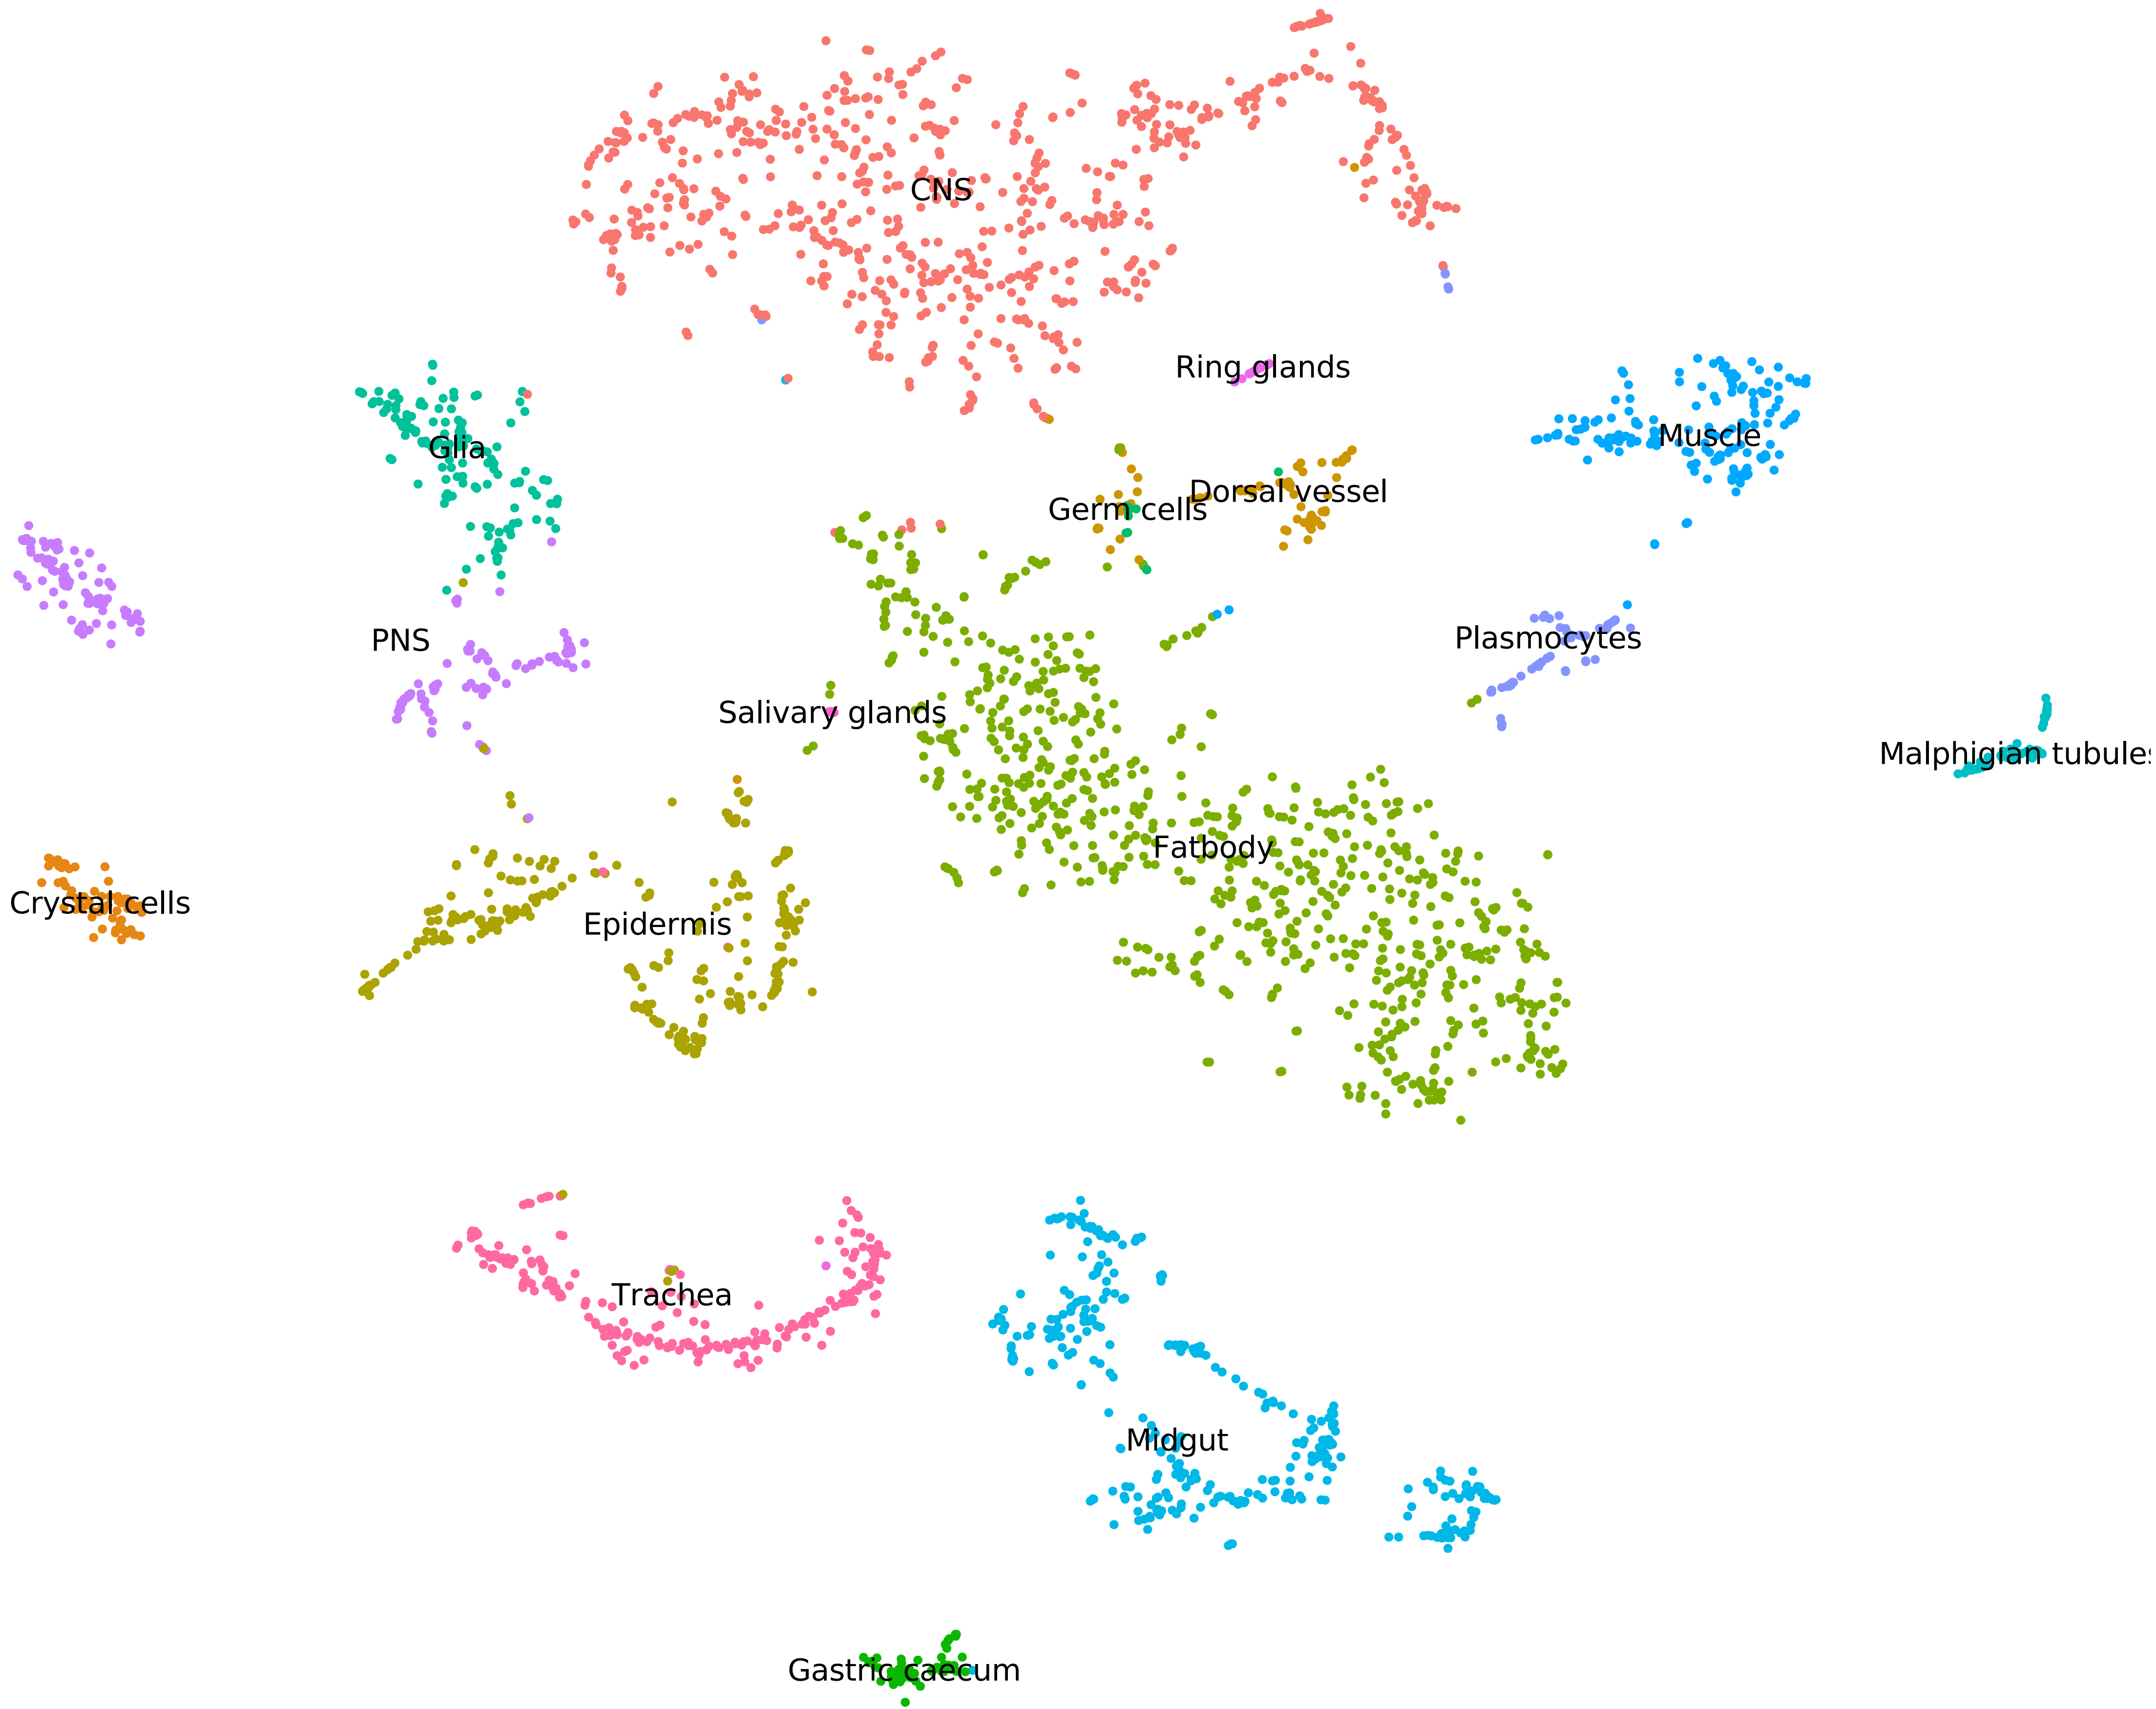 CNS
Ring glands
Glia
Muscle
Dorsal vessel
Germ cells
PNS
Plasmocytes
Salivary glands
Malphigian tubules
Fatbody
Crystal cells
Epidermis
Trachea
Midgut
Gastric caecum